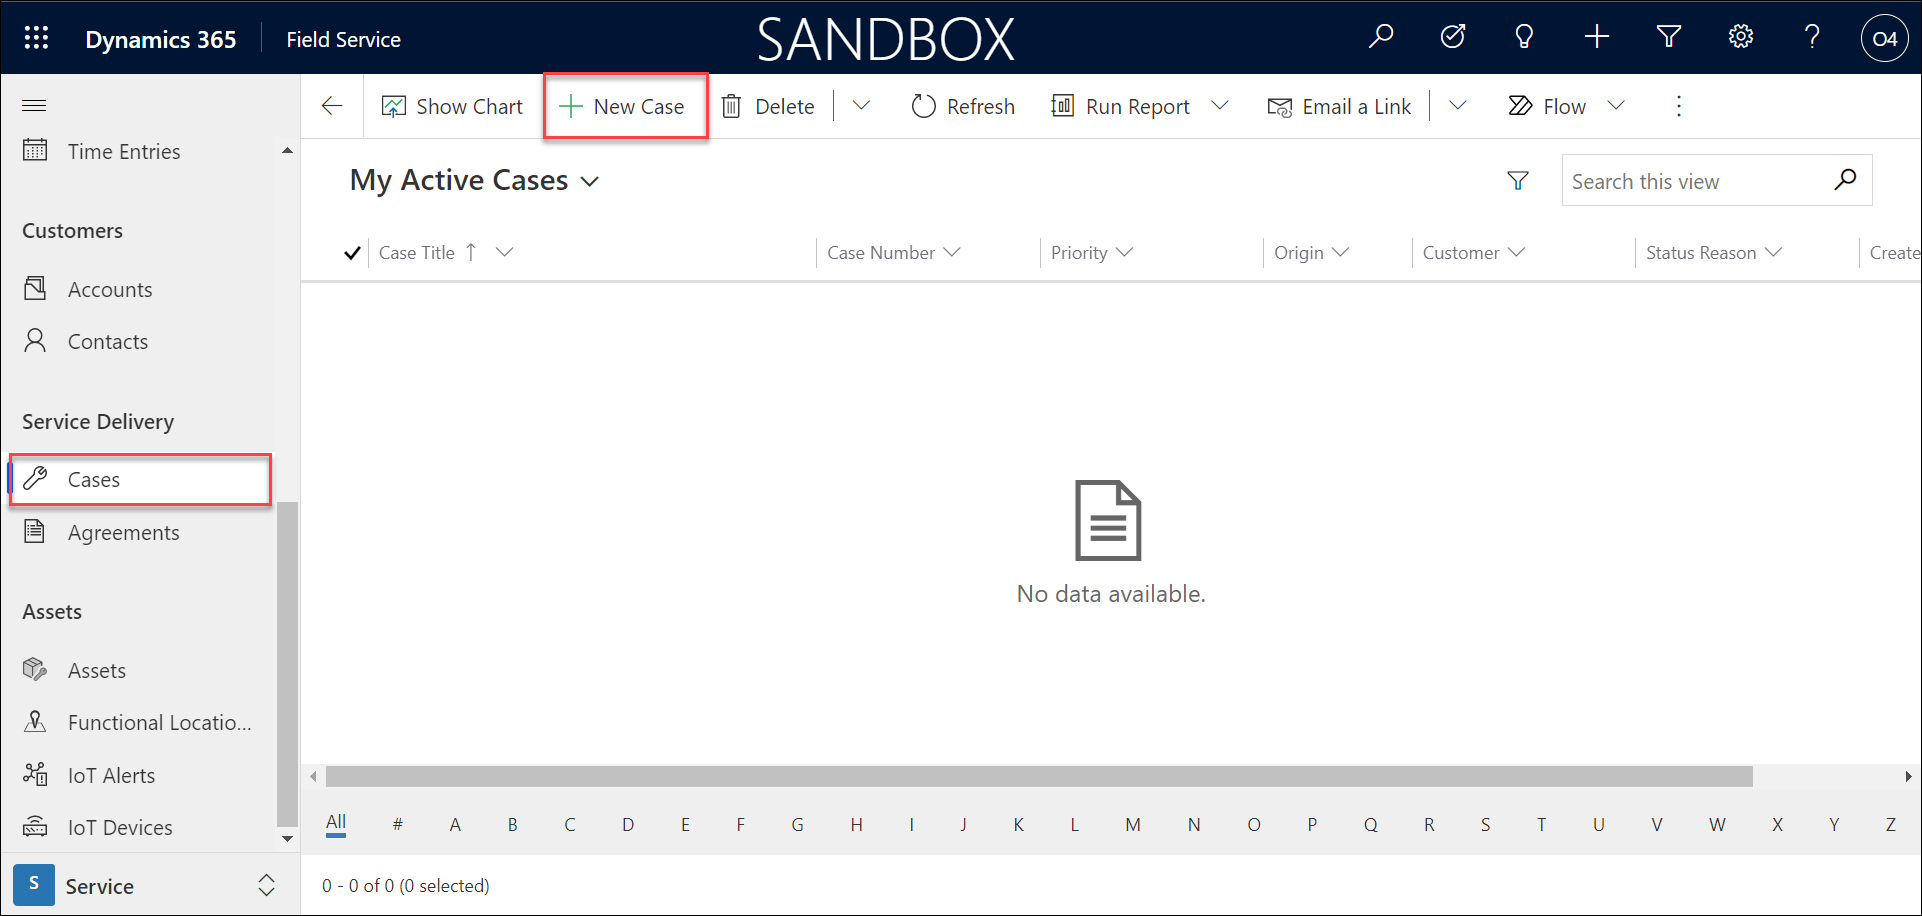 Dynamics 365 Field Service SANDBOX ? O4
Show Chart New Case Delete Refresh Run Report Email a Link Flow
Time Entries
Customers
Accounts
Contacts
Service Delivery
Cases
Agreements
Assets
Assets
Functional Locatio...
IoT Alerts
IoT Devices
S Service
My Active Cases Search this view
Case Title Case Number Priority Origin Customer Status Reason Create
No data available.
All # A B C D E F G H I J K L M N O P Q R S T U V W X Y Z
0 - 0 of 0 (0 selected)